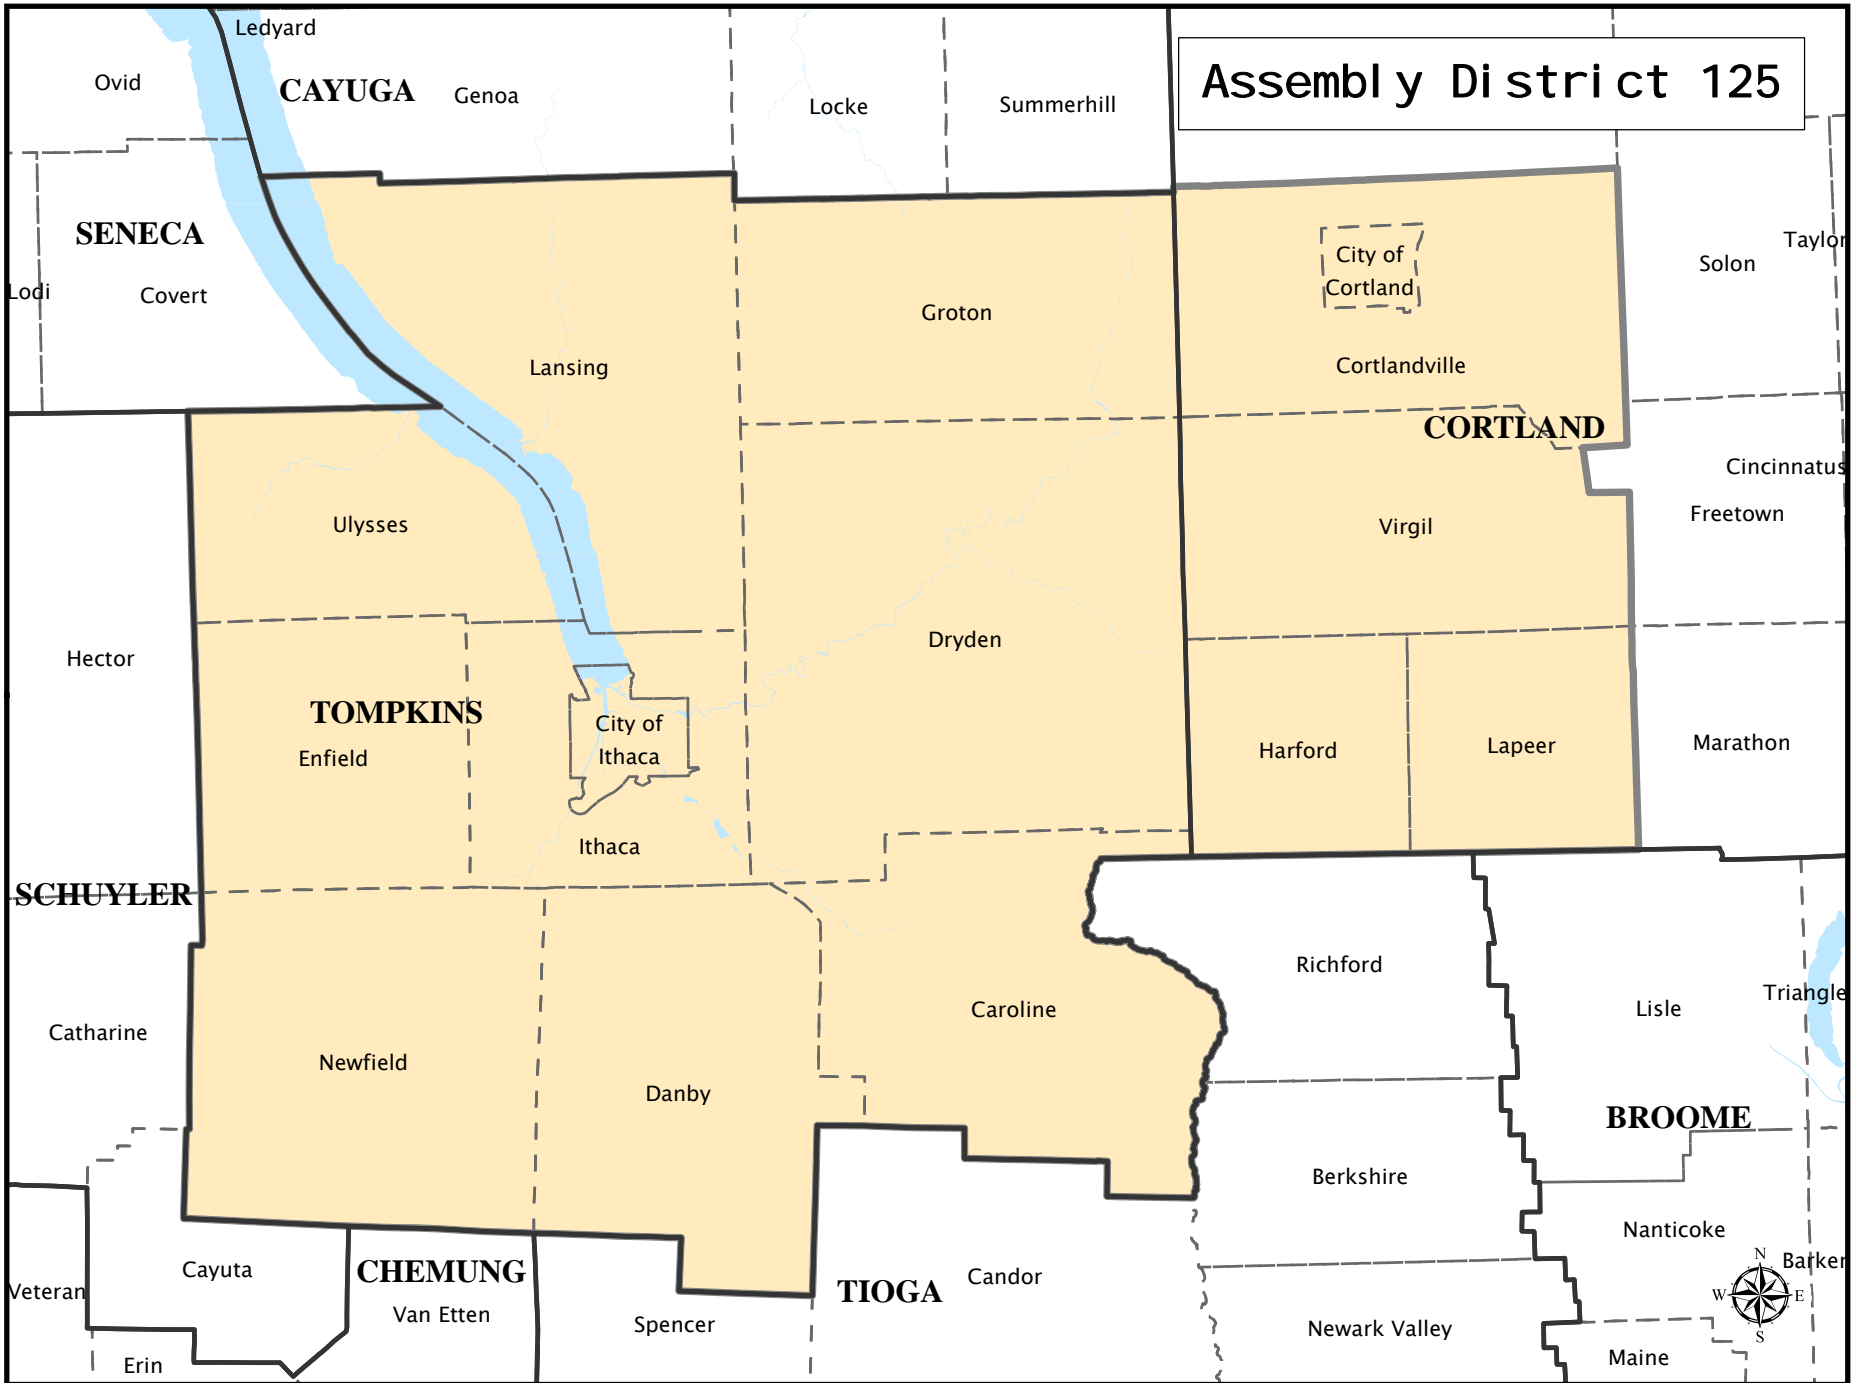 Ledyard
Ovid
CAYUGA
Genoa
Locke
Summerhill
Assembly District 125
SENECA
Lodi
Covert
City of
Cortland
Solon
Taylor
Groton
Lansing
Cortlandville
CORTLAND
Cincinnatus
Freetown
Ulysses
Virgil
Hector
Dryden
TOMPKINS
City of
Ithaca
Enfield
Harford
Lapeer
Marathon
Ithaca
SCHUYLER
Richford
Triangle
Lisle
Caroline
Catharine
Newfield
Danby
BROOME
Berkshire
Nanticoke
Barker
Cayuta
CHEMUNG
Candor
TIOGA
Veteran
Van Etten
Spencer
Newark Valley
Maine
Erin
N
W
E
S